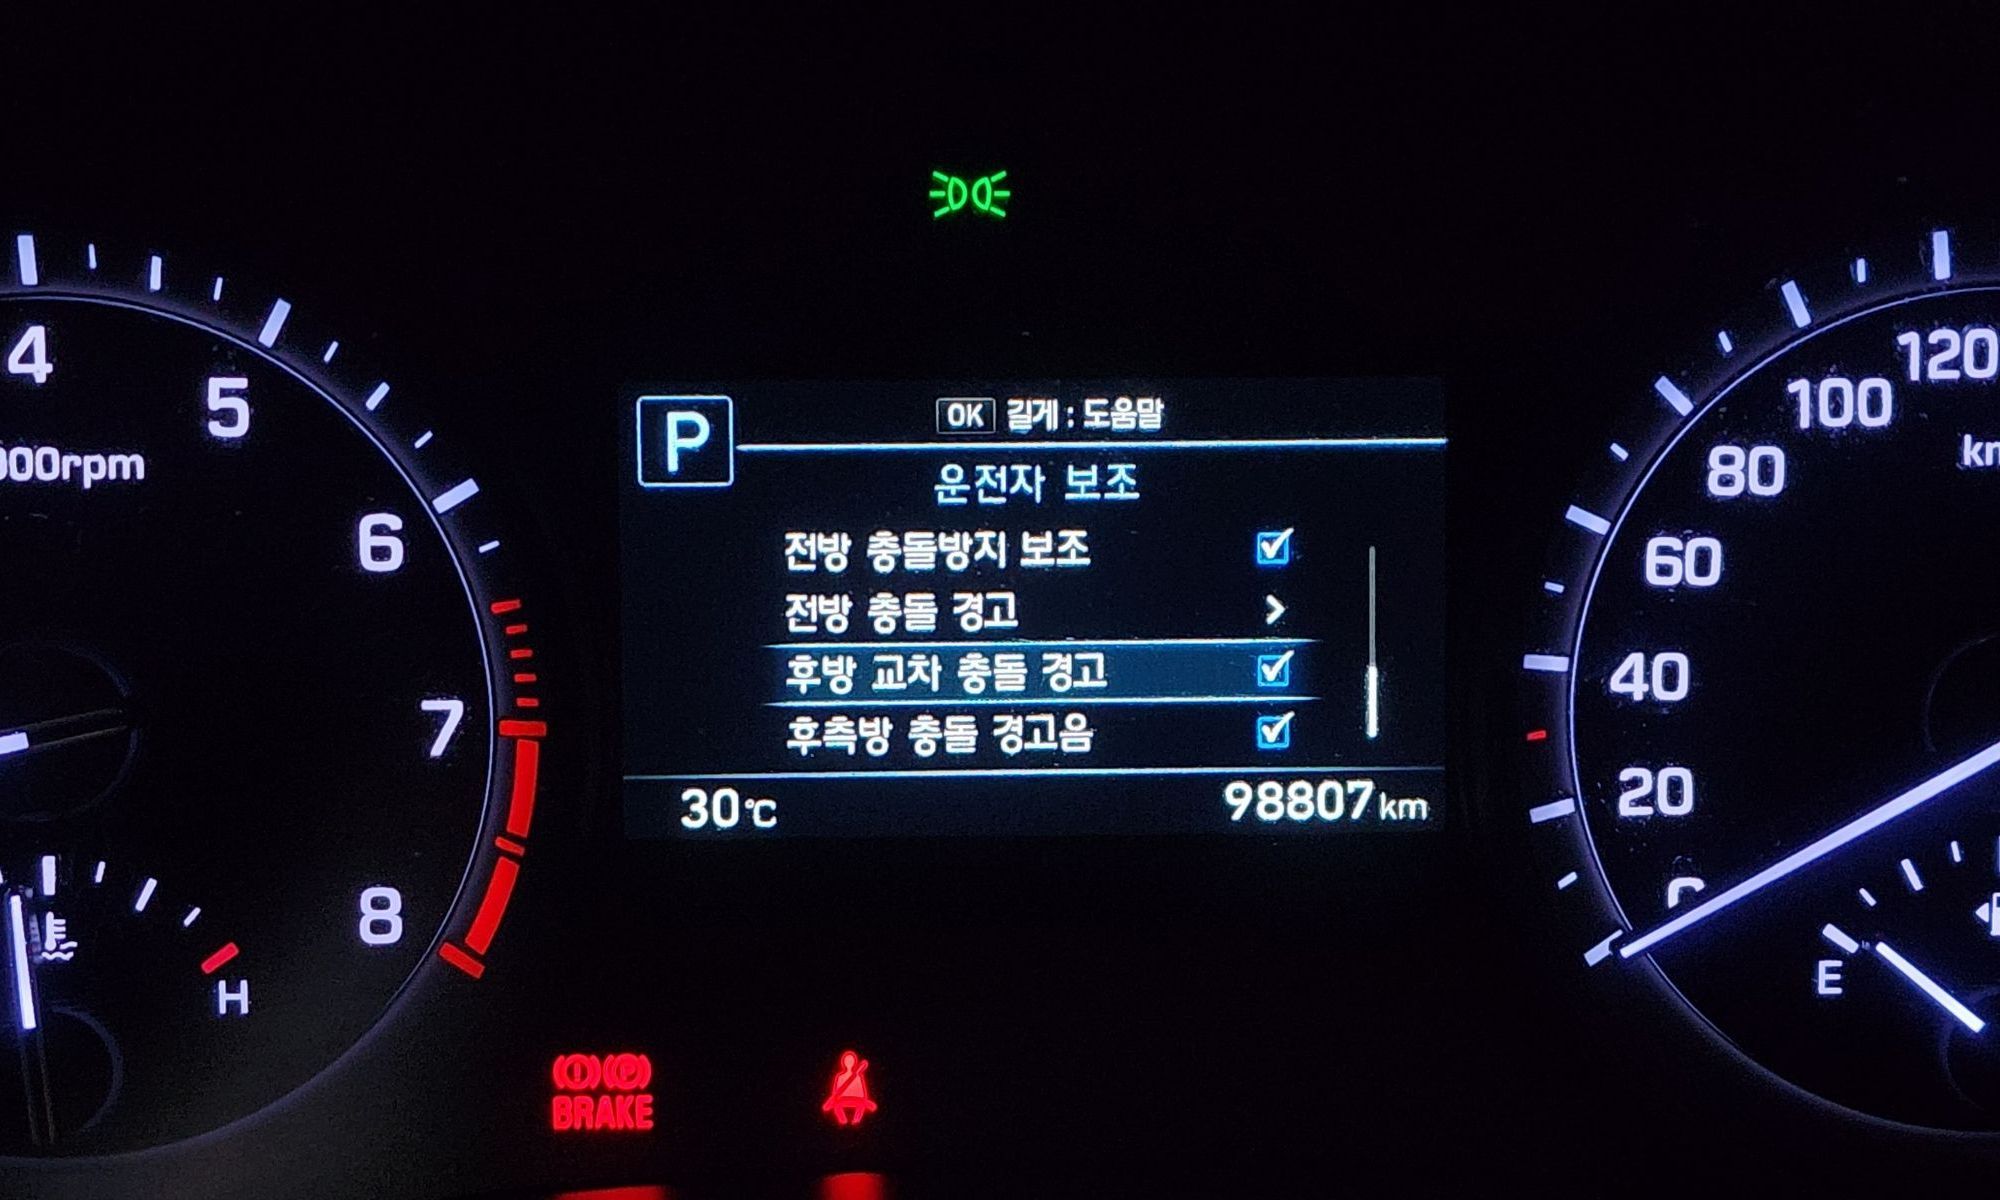 P
OK 길게 : 도움말
운전자 보조
전방 충돌방지 보조
전방 충돌 경고
후방 교차 충돌 경고
후측방 충돌 경고음
30℃
98807 km
4
5
6
7
8
H
120
100
80
60
40
20
E
BRAKE